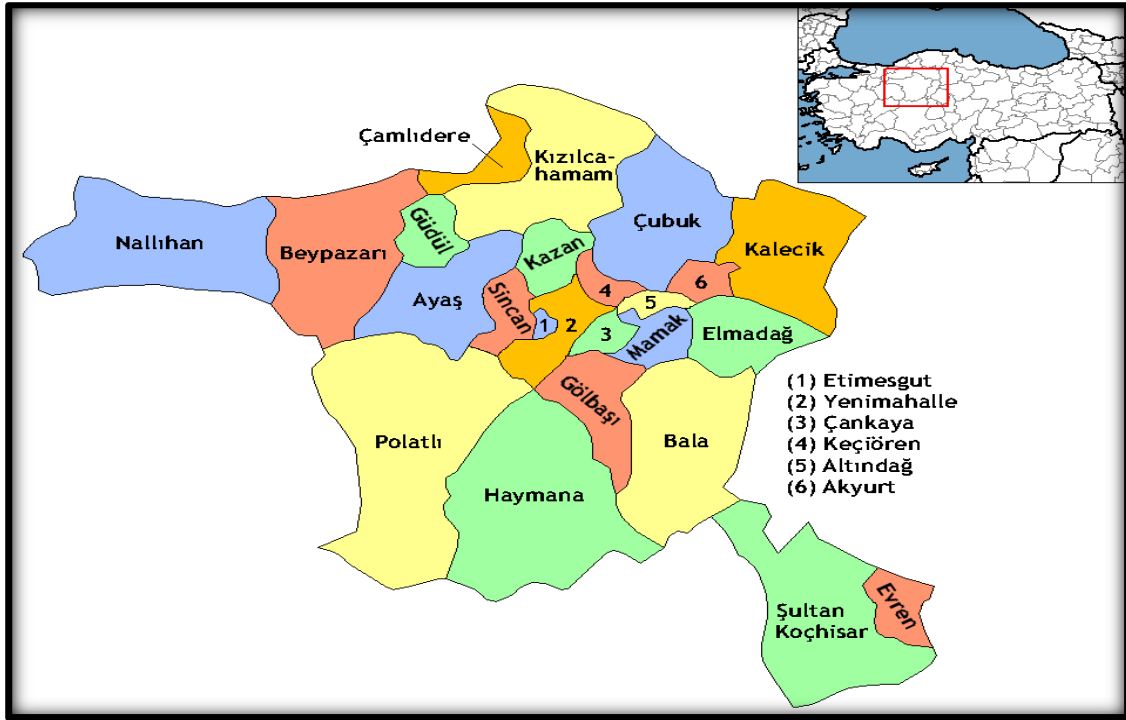 Çamlıdere
Kızılca-
hamam
Çubuk
Nallıhan
Beypazarı
Güdül
Kazan
Kalecik
Ayaş
Sincan
4
6
5
1
2
3
Mamak
Elmadağ
Gölbaşı
Polatlı
Bala
Haymana
(1) Etimesgut
(2) Yenimahalle
(3) Çankaya
(4) Keçiören
(5) Altındağ
(6) Akyurt
Şultan
Koçhisar
Evren